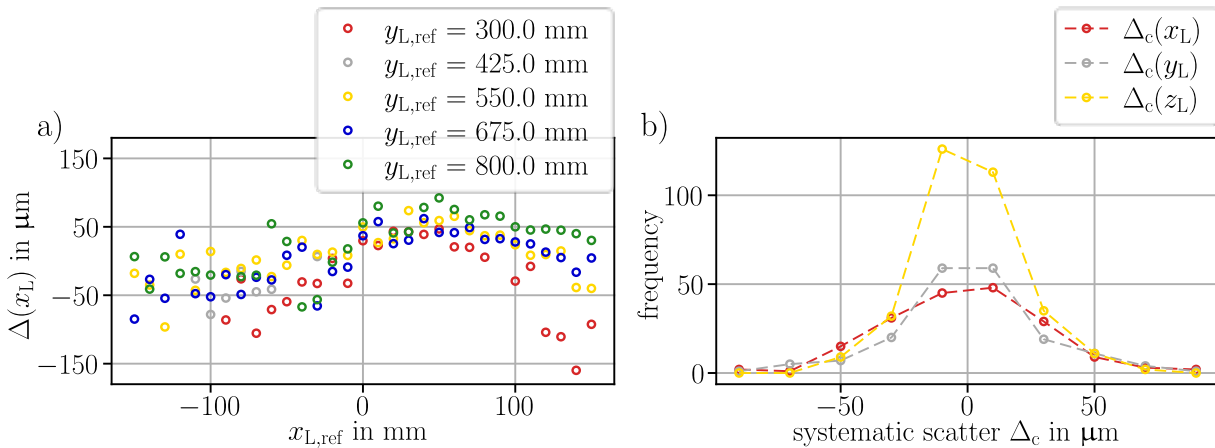 a)
y_L,ref = 300.0 mm
y_L,ref = 425.0 mm
y_L,ref = 550.0 mm
y_L,ref = 675.0 mm
y_L,ref = 800.0 mm
150
50
−50
−150
Δ(x_L) in μm
−100
0
100
x_L,ref in mm
b)
Δ_c(x_L)
Δ_c(y_L)
Δ_c(z_L)
100
50
0
frequency
−50
0
50
systematic scatter Δ_c in μm